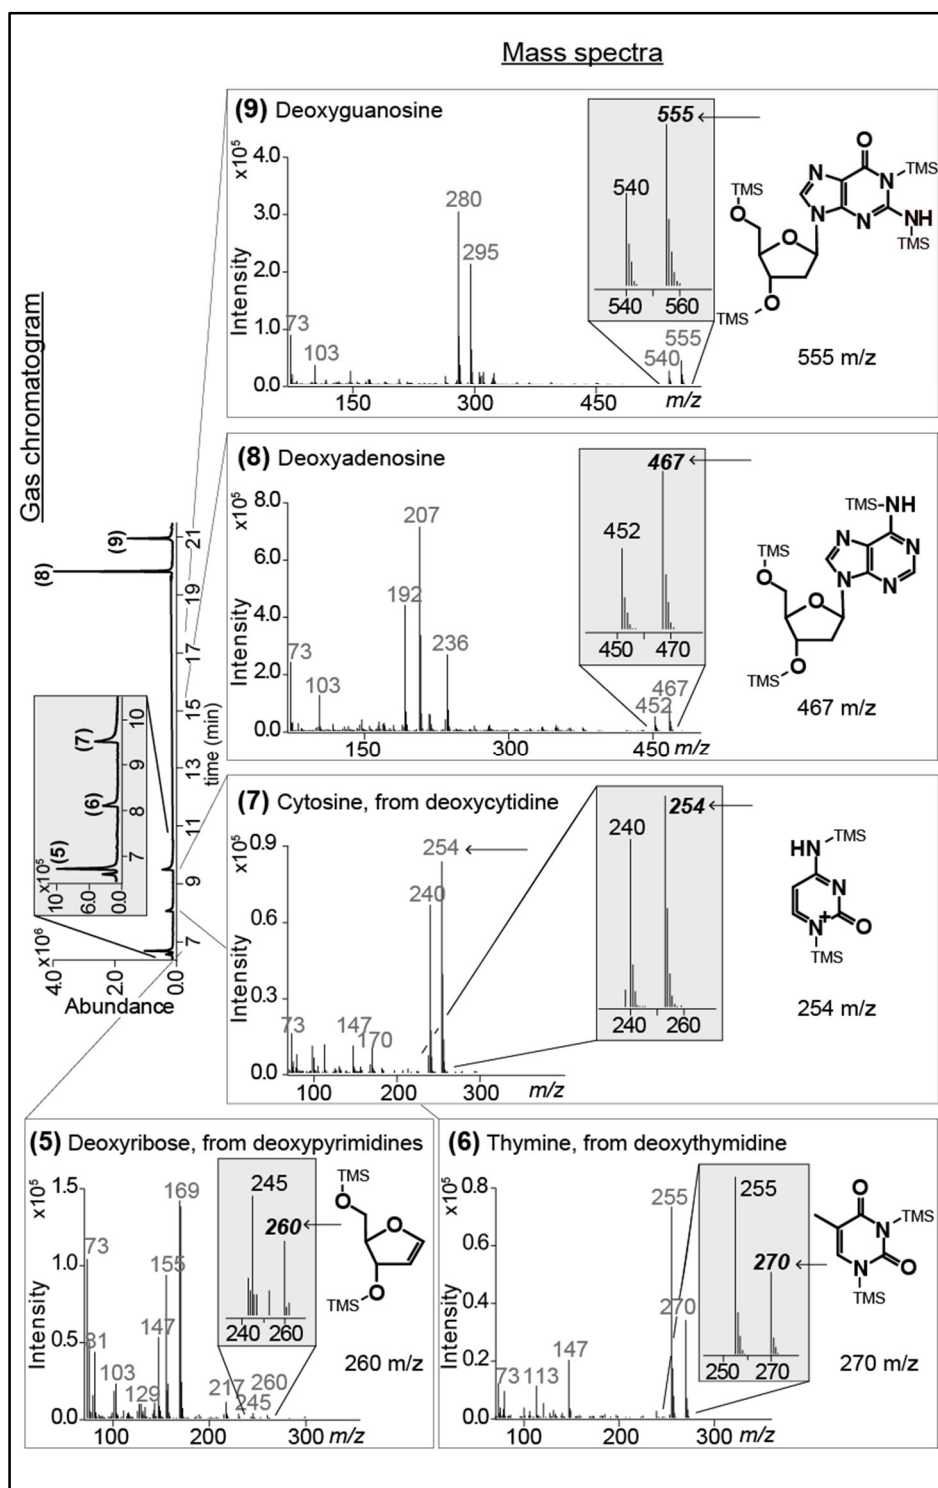 Mass spectra
Gas chromatogram
(9) Deoxyguanosine
x10⁵
Intensity
4.0
3.0
2.0
1.0
0.0
73
103
280
295
540
555
150
300
450
m/z
555
540
540
560
O
N
N
TMS
N
N
NH
TMS
TMS
O
O
TMS
O
555 m/z
(8) Deoxyadenosine
x10⁵
Intensity
8.0
6.0
4.0
2.0
0.0
73
103
192
207
236
452
467
150
300
450
m/z
467
452
450
470
TMS
NH
N
N
N
N
TMS
O
O
TMS
O
467 m/z
(9)
(8)
21
19
17
15
13
11
9
7
time (min)
4.0
2.0
0.0
x10⁶
Abundance
(7)
(6)
(5)
10
9
8
7
10
6.0
0.0
x10⁵
(7) Cytosine, from deoxycytidine
x10⁵
Intensity
0.9
0.6
0.3
0.0
73
147
170
240
254
100
200
300
m/z
254
240
240
260
HN
TMS
N
N
+
O
TMS
254 m/z
(5) Deoxyribose, from deoxypyrimidines
x10⁵
Intensity
1.5
1.0
0.5
0.0
73
81
103
129
147
155
169
217
245
260
100
200
300
m/z
245
260
240
260
TMS
O
O
TMS
O
260 m/z
(6) Thymine, from deoxythymidine
x10⁵
Intensity
0.8
0.6
0.4
0.2
0.0
73
113
147
255
270
100
200
300
m/z
255
270
250
270
O
N
TMS
N
O
TMS
270 m/z